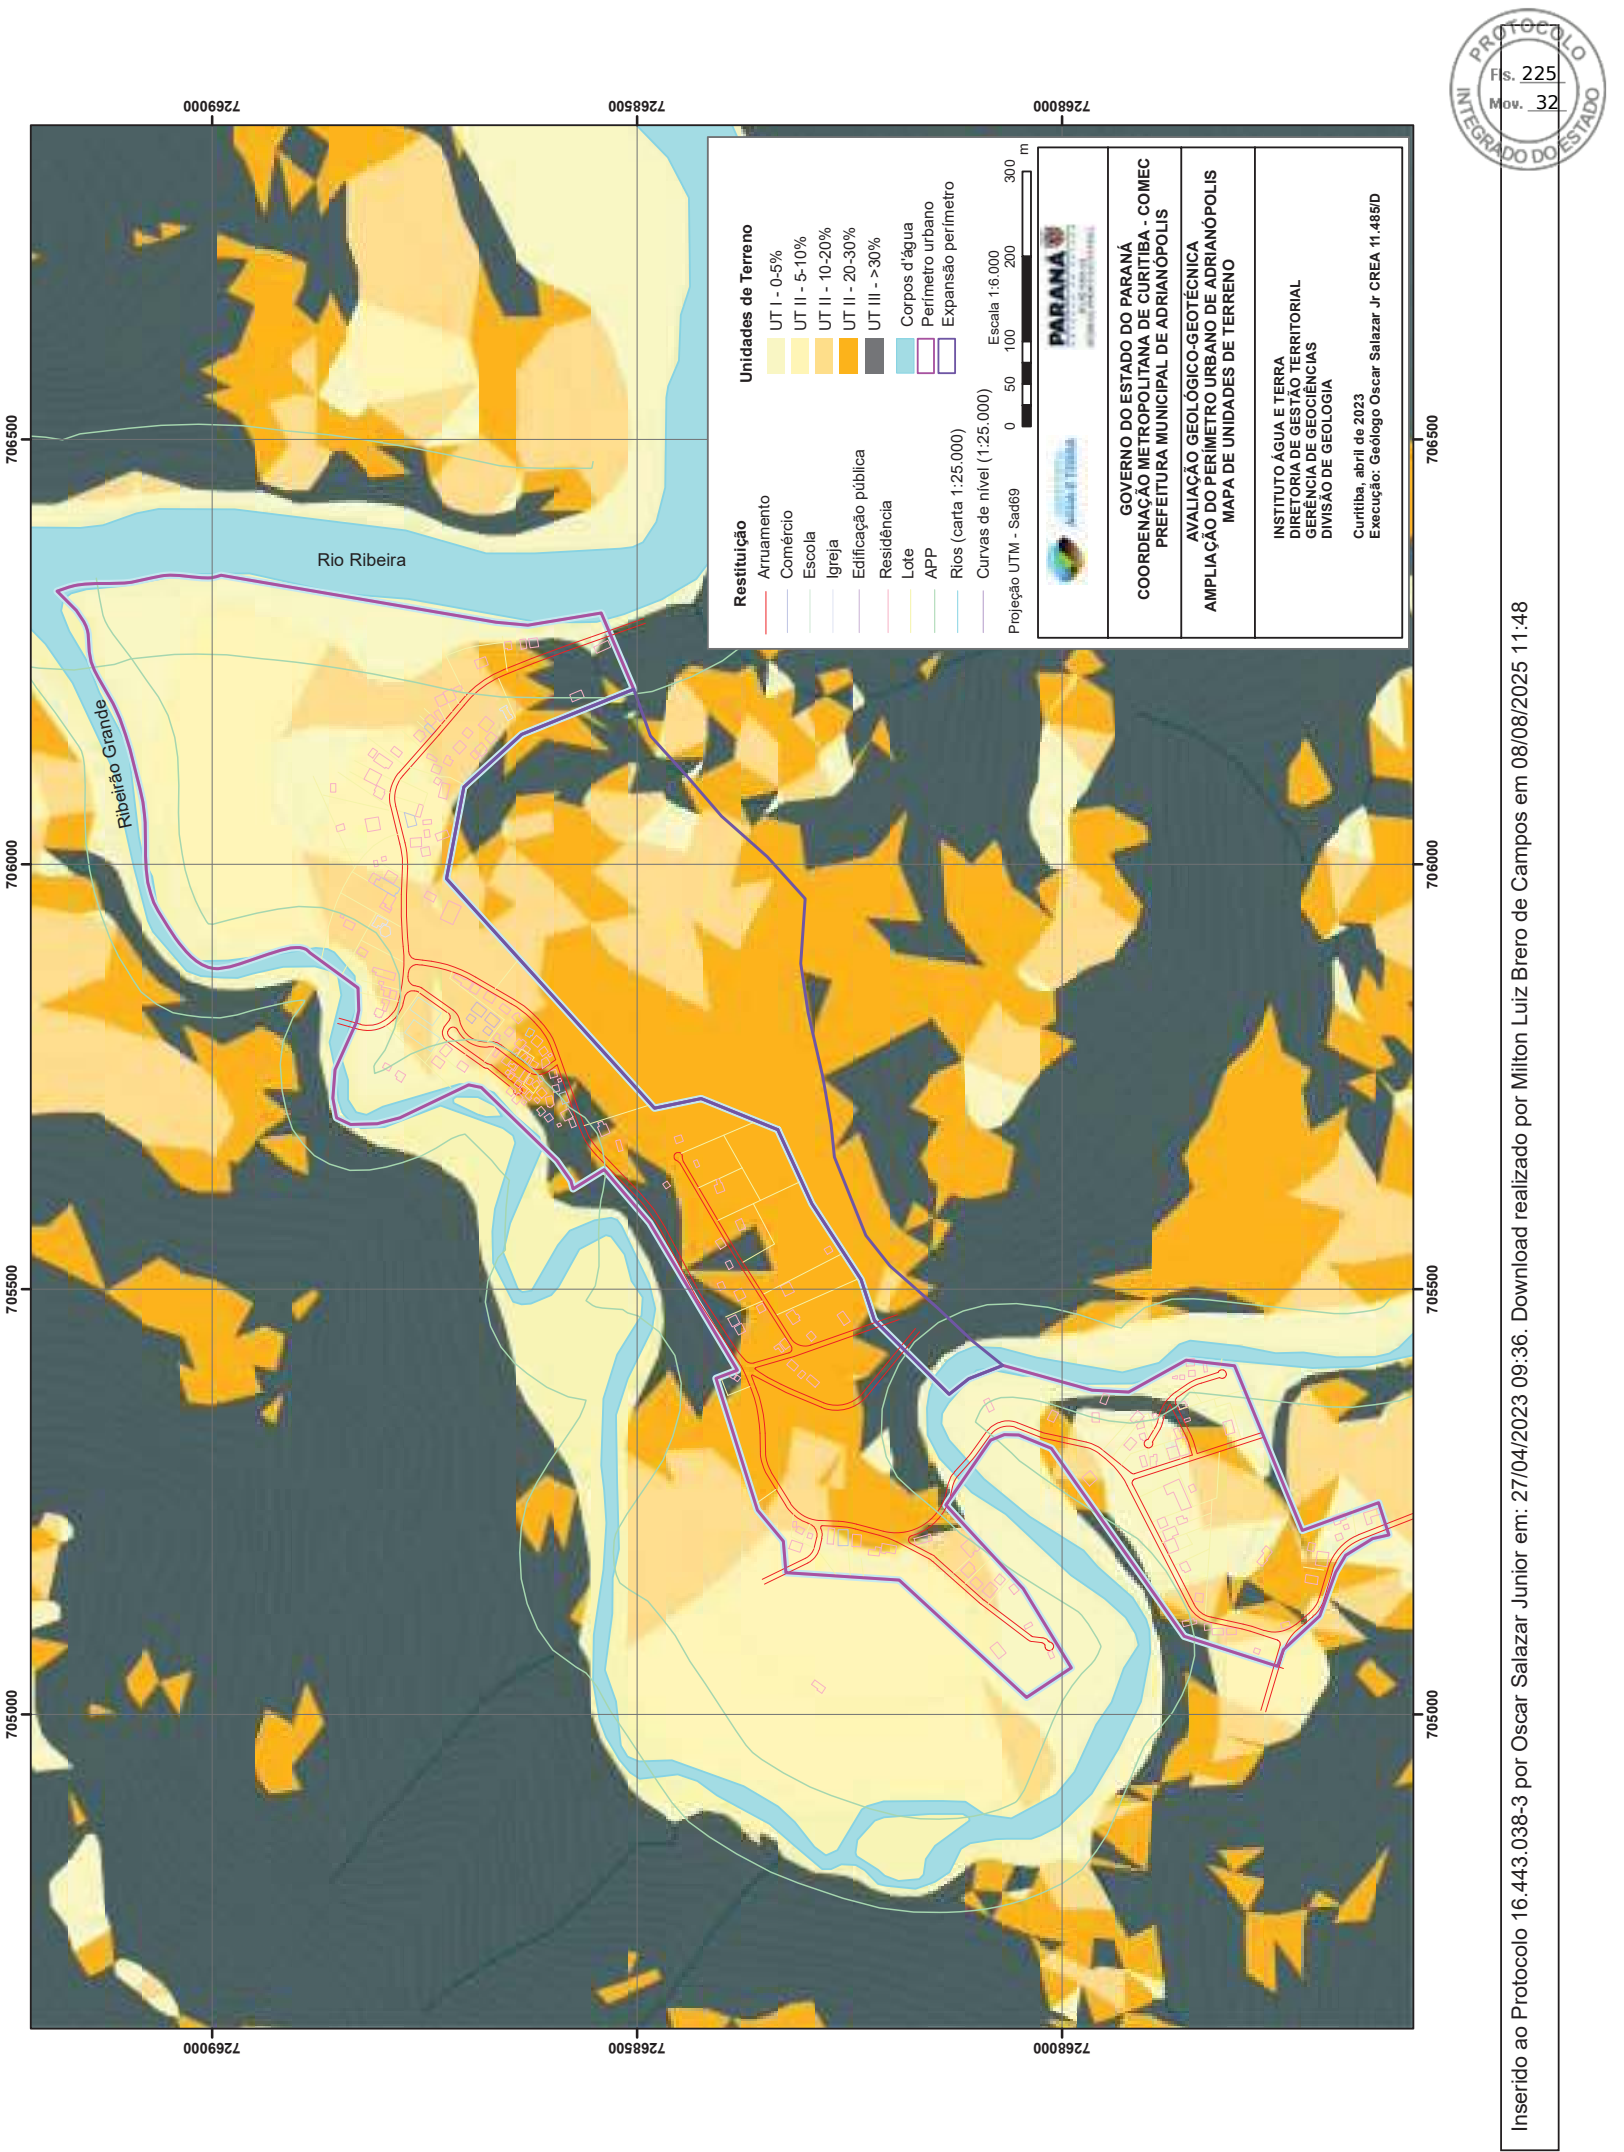 PROTOCOLO
INTEGRADO DO ESTADO
Fls. 225
Mov. 32
7269000
7268500
7268000
706500
706000
705500
705000
706500
706000
705500
705000
7269000
7268500
7268000
Rio Ribeira
Ribeirão Grande
Restituição
Arruamento
Comércio
Escola
Igreja
Edificação pública
Residência
Lote
APP
Rios (carta 1:25.000)
Curvas de nível (1:25.000)
Unidades de Terreno
UT I - 0-5%
UT II - 5-10%
UT II - 10-20%
UT II - 20-30%
UT III - >30%
Corpos d'água
Perímetro urbano
Expansão perímetro
Projeção UTM - Sad69
Escala 1:6.000
0 50 100 200 300 m
PARANÁ
GOVERNO DO ESTADO DO PARANÁ
COORDENAÇÃO METROPOLITANA DE CURITIBA - COMEC
PREFEITURA MUNICIPAL DE ADRIANÓPOLIS
AVALIAÇÃO GEOLÓGICO-GEOTÉCNICA
AMPLIAÇÃO DO PERÍMETRO URBANO DE ADRIANÓPOLIS
MAPA DE UNIDADES DE TERRENO
INSTITUTO ÁGUA E TERRA
DIRETORIA DE GESTÃO TERRITORIAL
GERÊNCIA DE GEOCIÊNCIAS
DIVISÃO DE GEOLOGIA
Curitiba, abril de 2023
Execução: Geólogo Oscar Salazar Jr CREA 11.485/D
Inserido ao Protocolo 16.443.038-3 por Oscar Salazar Junior em: 27/04/2023 09:36. Download realizado por Milton Luiz Brero de Campos em 08/08/2025 11:48